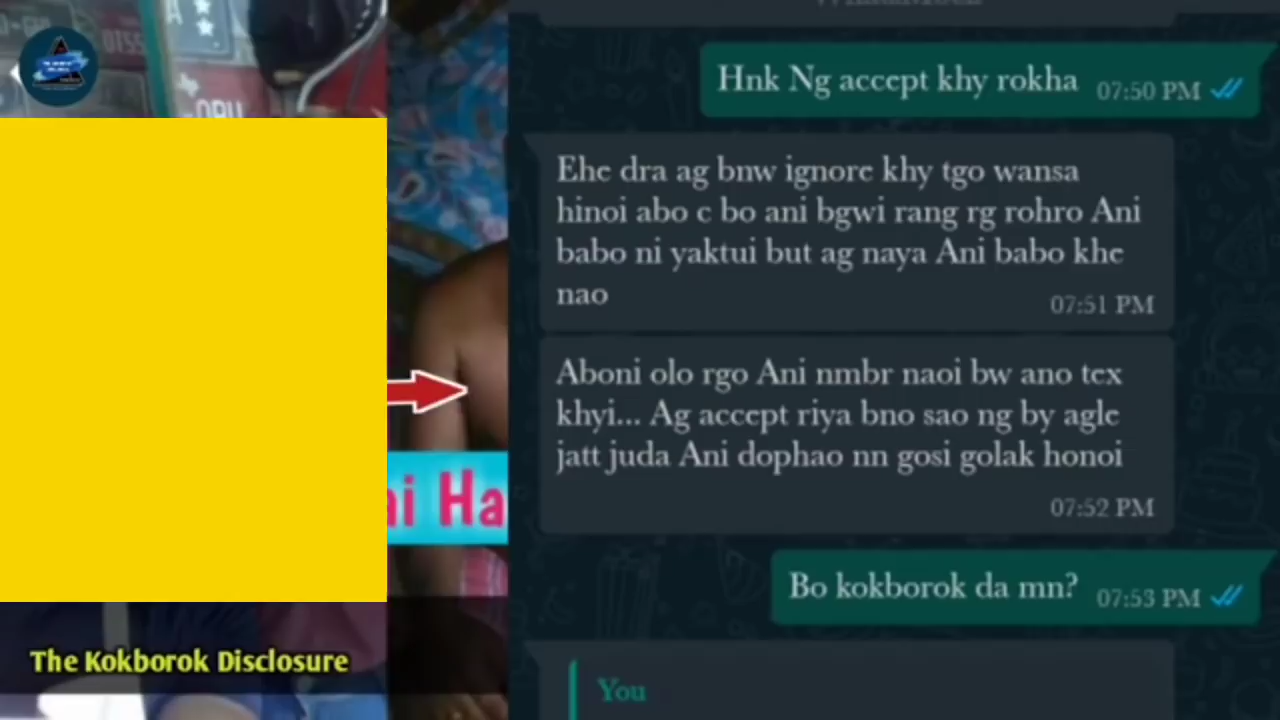 Hnk Ng accept khy rokha 07:50 PM
Ehe dra ag bnw ignore khy tgo wansa
hinoi abo c bo ani bgwi rang rg rohro Ani
babo ni yaktui but ag naya Ani babo khe
nao
07:51 PM
Aboni olo rgo Ani nmbr naoi bw ano tex
khyi... Ag accept riya bno sao ng by agle
jatt juda Ani dophao nn gosi golak honoi
07:52 PM
Bo kokborok da mn? 07:53 PM
You
ni Ha
The Kokborok Disclosure